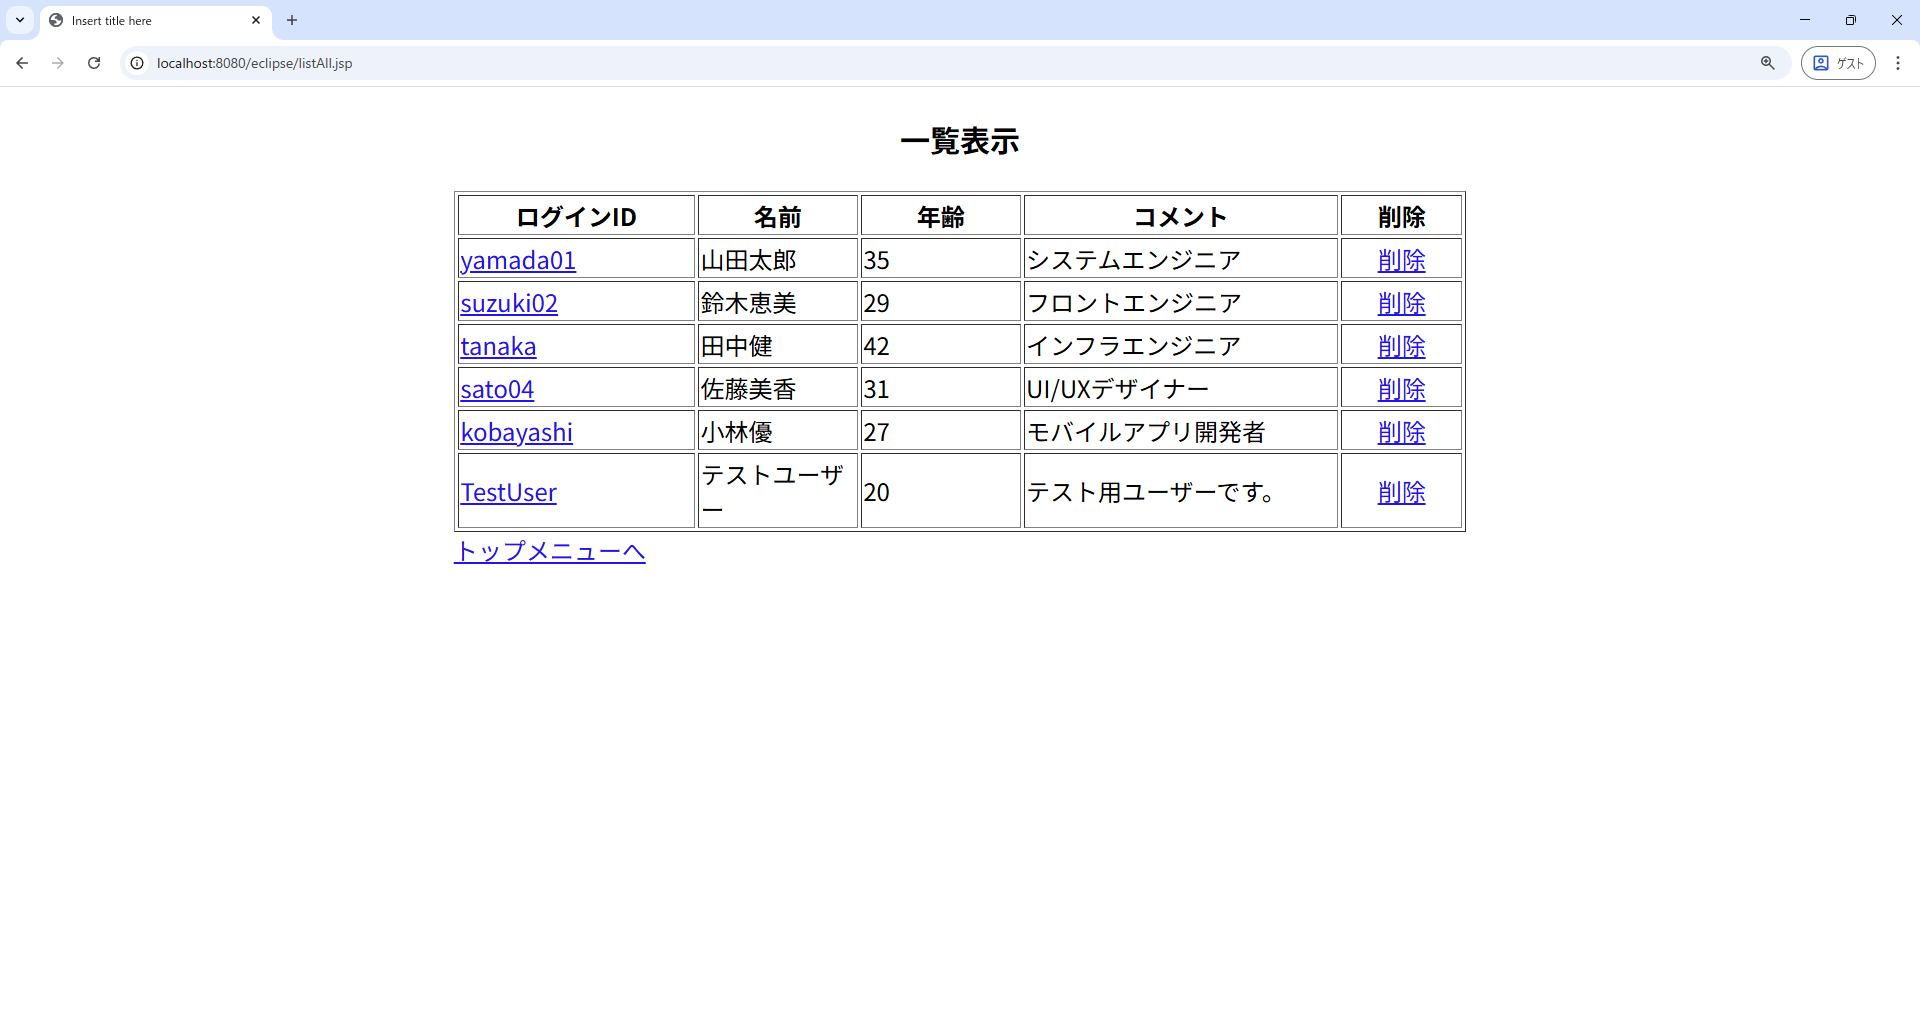 Insert title here
localhost:8080/eclipse/listAll.jsp
ゲスト
一覧表示
ログインID 名前 年齢 コメント 削除
yamada01 山田太郎 35 システムエンジニア 削除
suzuki02 鈴木恵美 29 フロントエンジニア 削除
tanaka 田中健 42 インフラエンジニア 削除
sato04 佐藤美香 31 UI/UXデザイナー 削除
kobayashi 小林優 27 モバイルアプリ開発者 削除
TestUser テストユーザー 20 テスト用ユーザーです。 削除
トップメニューへ